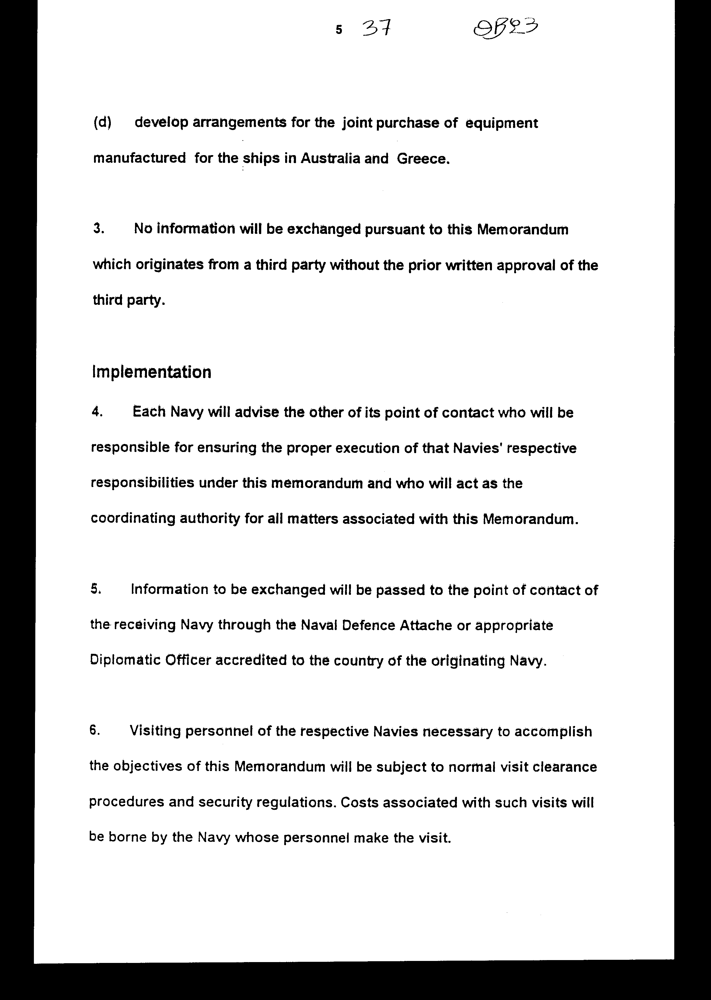 5 37
(d) develop arrangements for the joint purchase of equipment
manufactured for the ships in Australia and Greece.
3. No information will be exchanged pursuant to this Memorandum
which originates from a third party without the prior written approval of the
third party.
Implementation
4. Each Navy will advise the other of its point of contact who will be
responsible for ensuring the proper execution of that Navies' respective
responsibilities under this memorandum and who will act as the
coordinating authority for all matters associated with this Memorandum.
5. Information to be exchanged will be passed to the point of contact of
the receiving Navy through the Naval Defence Attache or appropriate
Diplomatic Officer accredited to the country of the originating Navy.
6. Visiting personnel of the respective Navies necessary to accomplish
the objectives of this Memorandum will be subject to normal visit clearance
procedures and security regulations. Costs associated with such visits will
be borne by the Navy whose personnel make the visit.